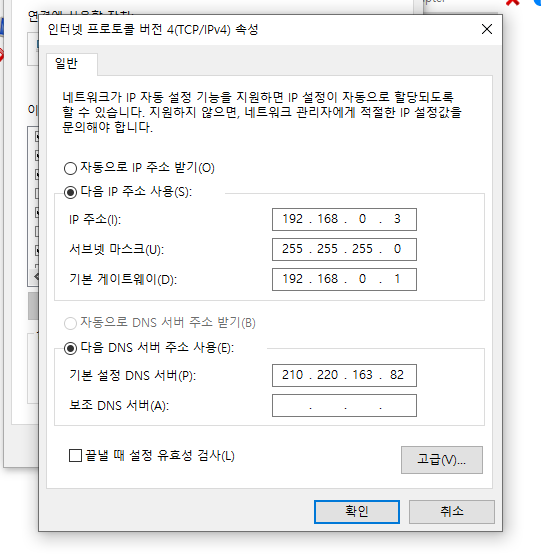 연결에 사용할 장치:
인터넷 프로토콜 버전 4(TCP/IPv4) 속성
일반
네트워크가 IP 자동 설정 기능을 지원하면 IP 설정이 자동으로 할당되도록
할 수 있습니다. 지원하지 않으면, 네트워크 관리자에게 적절한 IP 설정값을
문의해야 합니다.
자동으로 IP 주소 받기(O)
다음 IP 주소 사용(S):
IP 주소(I): 192 . 168 . 0 . 3
서브넷 마스크(U): 255 . 255 . 255 . 0
기본 게이트웨이(D): 192 . 168 . 0 . 1
자동으로 DNS 서버 주소 받기(B)
다음 DNS 서버 주소 사용(E):
기본 설정 DNS 서버(P): 210 . 220 . 163 . 82
보조 DNS 서버(A): . . .
끝낼 때 설정 유효성 검사(L)
고급(V)...
확인 취소